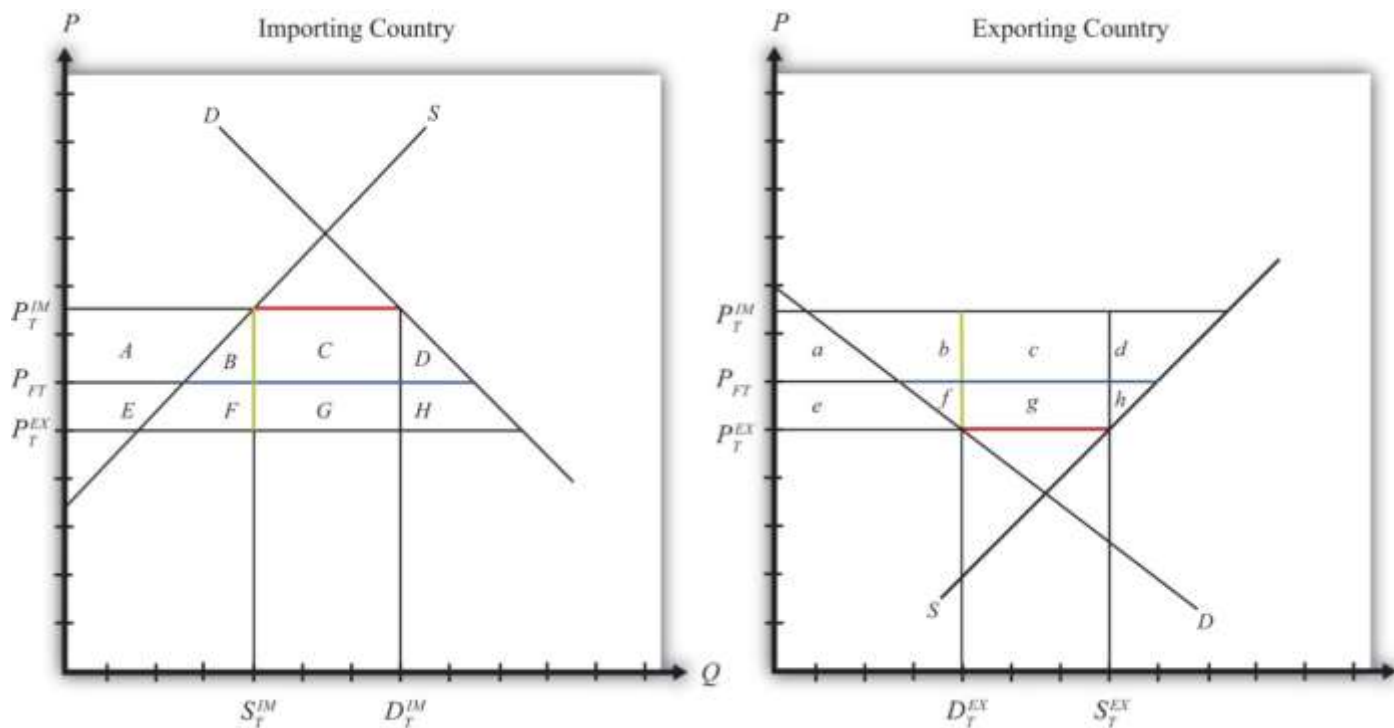 P Importing Country
D S
P_T^IM
A B C D
P_FT
E F G H
P_T^EX
Q
S_T^IM D_T^IM
P Exporting Country
P_T^IM
a b c d
P_FT
e f g h
P_T^EX
S D
D_T^EX S_T^EX